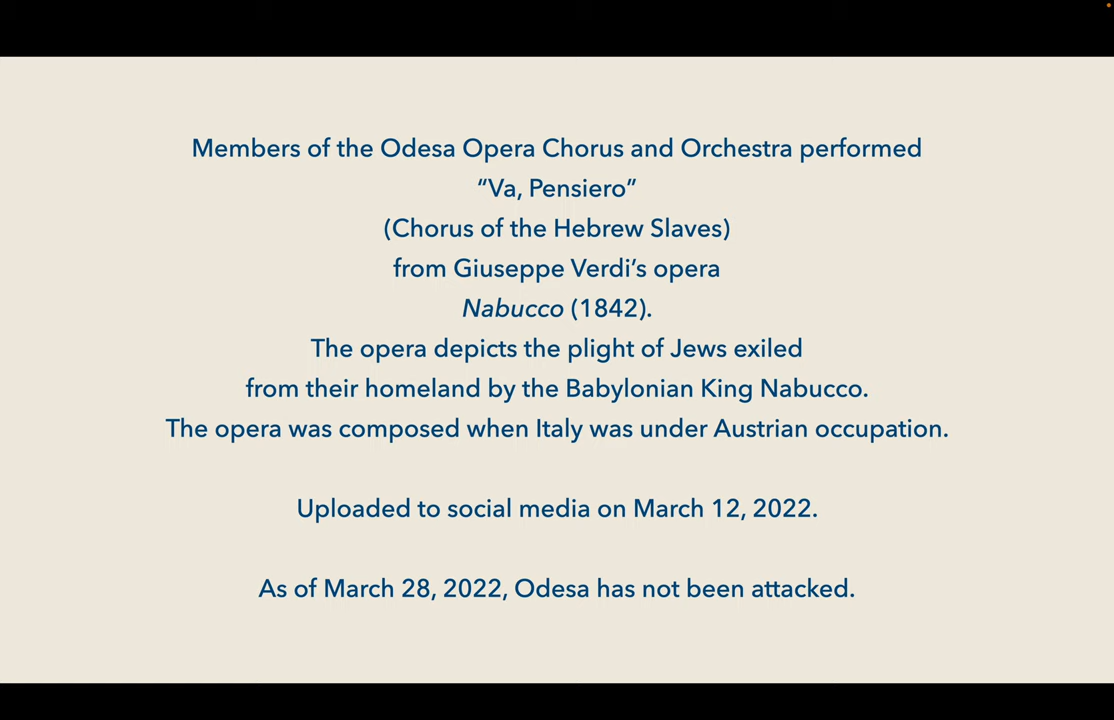 Members of the Odesa Opera Chorus and Orchestra performed
“Va, Pensiero”
(Chorus of the Hebrew Slaves)
from Giuseppe Verdi’s opera
Nabucco (1842).
The opera depicts the plight of Jews exiled
from their homeland by the Babylonian King Nabucco.
The opera was composed when Italy was under Austrian occupation.
Uploaded to social media on March 12, 2022.
As of March 28, 2022, Odesa has not been attacked.